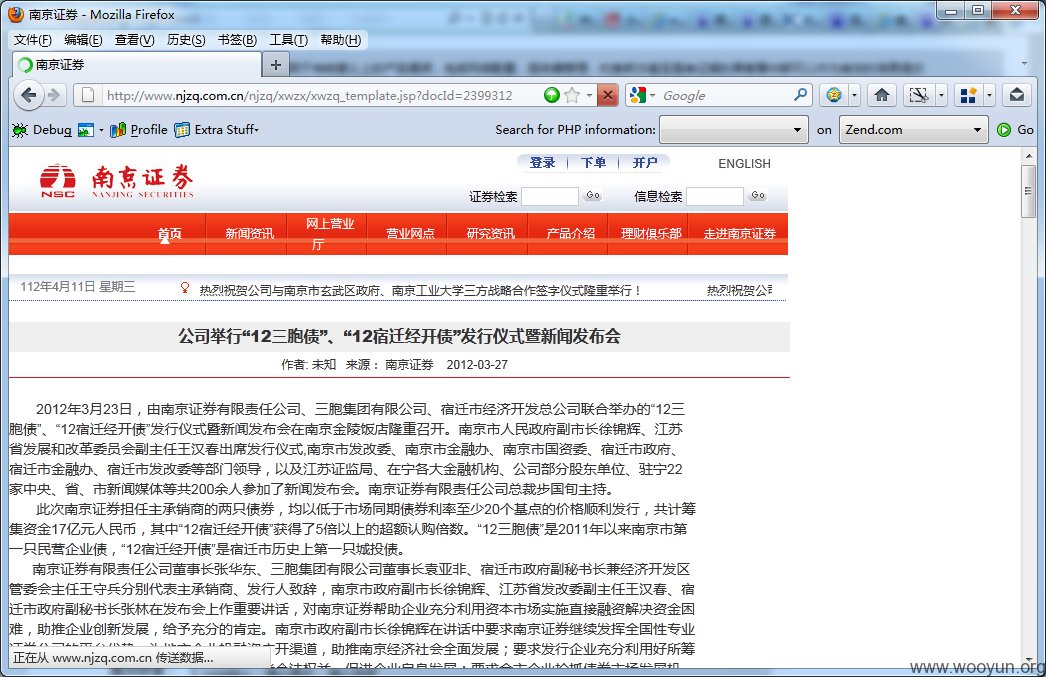 南京证券 - Mozilla Firefox
文件(F) 编辑(E) 查看(V) 历史(S) 书签(B) 工具(T) 帮助(H)
南京证券
http://www.njzq.com.cn/njzq/xwzx/xwzq_template.jsp?docId=2399312 Google
Debug Profile Extra Stuff Search for PHP information: on Zend.com Go
登录 下单 开户 ENGLISH
南京证券
NSC NANJING SECURITIES
证券检索 Go 信息检索 Go
首页 新闻资讯 网上营业厅 营业网点 研究资讯 产品介绍 理财俱乐部 走进南京证券
112年4月11日 星期三 热烈祝贺公司与南京市玄武区政府、南京工业大学三方战略合作签字仪式隆重举行！ 热烈祝贺公司
公司举行“12三胞债”、“12宿迁经开债”发行仪式暨新闻发布会
作者: 未知 来源： 南京证券 2012-03-27
2012年3月23日，由南京证券有限责任公司、三胞集团有限公司、宿迁市经济开发总公司联合举办的“12三
胞债”、“12宿迁经开债”发行仪式暨新闻发布会在南京金陵饭店隆重召开。南京市人民政府副市长徐锦辉、江苏
省发展和改革委员会副主任王汉春出席发行仪式,南京市发改委、南京市金融办、南京市国资委、宿迁市政府、
宿迁市金融办、宿迁市发改委等部门领导，以及江苏证监局、在宁各大金融机构、公司部分股东单位、驻宁22
家中央、省、市新闻媒体等共200余人参加了新闻发布会。南京证券有限责任公司总裁步国旬主持。
此次南京证券担任主承销商的两只债券，均以低于市场同期债券利率至少20个基点的价格顺利发行，共计筹
集资金17亿元人民币，其中“12宿迁经开债”获得了5倍以上的超额认购倍数。“12三胞债”是2011年以来南京市第
一只民营企业债，“12宿迁经开债”是宿迁市历史上第一只城投债。
南京证券有限责任公司董事长张华东、三胞集团有限公司董事长袁亚非、宿迁市政府副秘书长兼经济开发区
管委会主任王守兵分别代表主承销商、发行人致辞，南京市政府副市长徐锦辉、江苏省发改委副主任王汉春、宿
迁市政府副秘书长张林在发布会上作重要讲话，对南京证券帮助企业充分利用资本市场实施直接融资解决资金困
难，助推企业创新发展，给予充分的肯定。南京市政府副市长徐锦辉在讲话中要求南京证券继续发挥全国性专业
开渠道，助推南京经济社会全面发展；要求发行企业充分利用好所筹
正在从 www.njzq.com.cn 传送数据...
www.wooyun.org